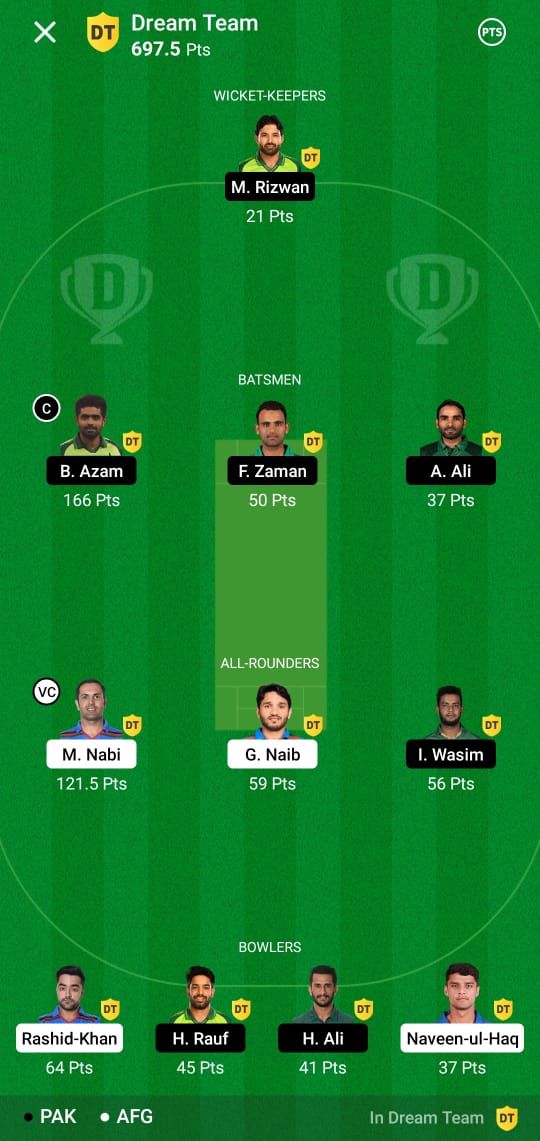 DT
Dream Team
697.5 Pts
PTS
WICKET-KEEPERS
DT
M. Rizwan
21 Pts
D D
BATSMEN
C
DT DT DT
B. Azam F. Zaman A. Ali
166 Pts 50 Pts 37 Pts
ALL-ROUNDERS
VC
DT DT DT
M. Nabi G. Naib I. Wasim
121.5 Pts 59 Pts 56 Pts
BOWLERS
DT DT DT DT
Rashid-Khan H. Rauf H. Ali Naveen-ul-Haq
64 Pts 45 Pts 41 Pts 37 Pts
PAK AFG In Dream Team DT